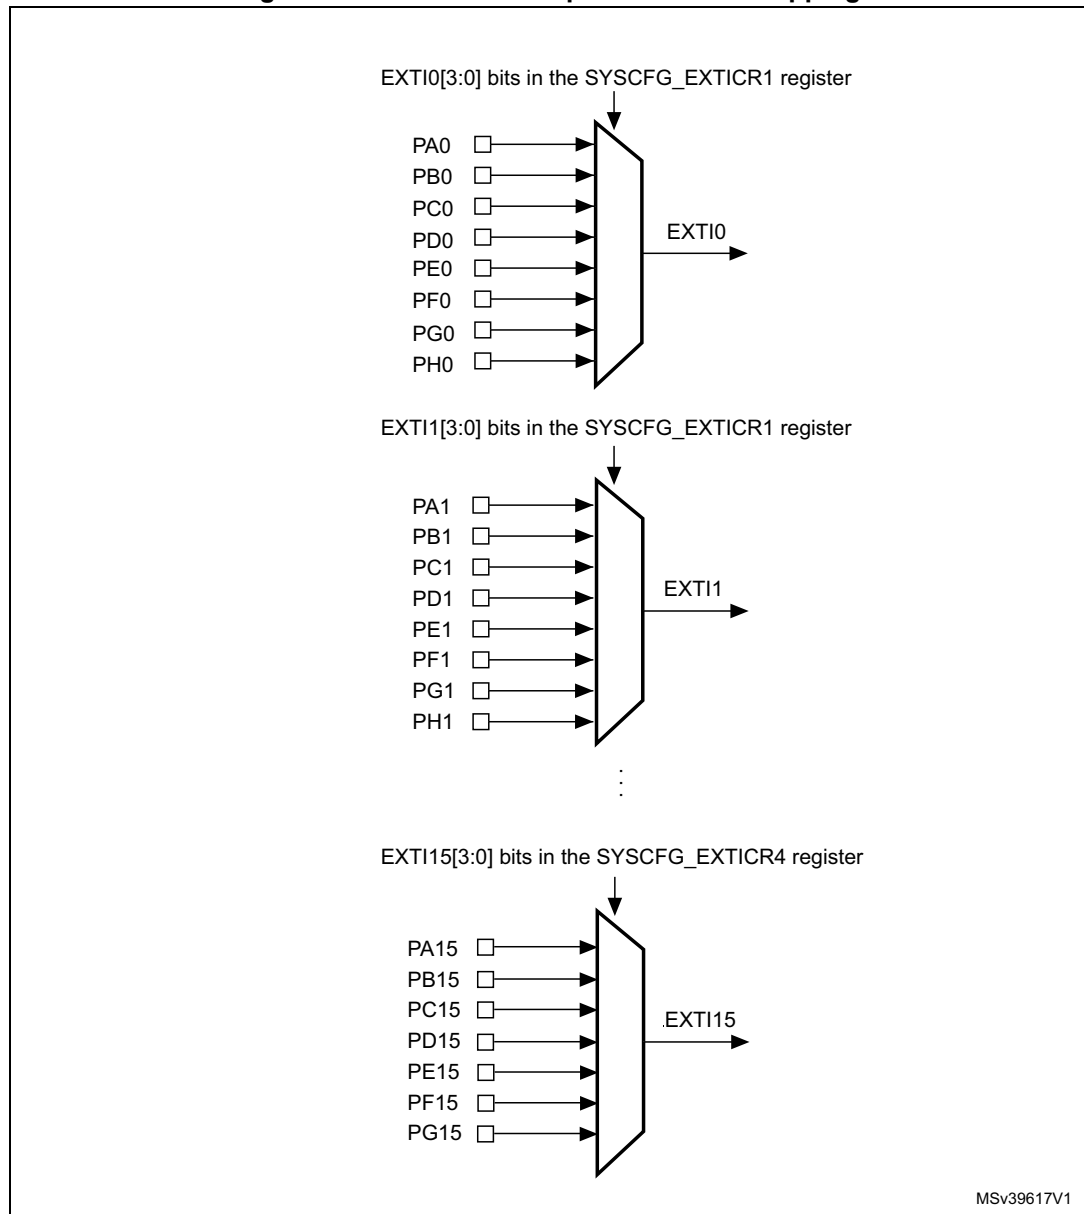 EXTI0[3:0] bits in the SYSCFG_EXTICR1 register
PA0
PB0
PC0
PD0
EXTI0
PE0
PF0
PG0
PH0
EXTI1[3:0] bits in the SYSCFG_EXTICR1 register
PA1
PB1
PC1
PD1
EXTI1
PE1
PF1
PG1
PH1
EXTI15[3:0] bits in the SYSCFG_EXTICR4 register
PA15
PB15
PC15
PD15
EXTI15
PE15
PF15
PG15
MSv39617V1